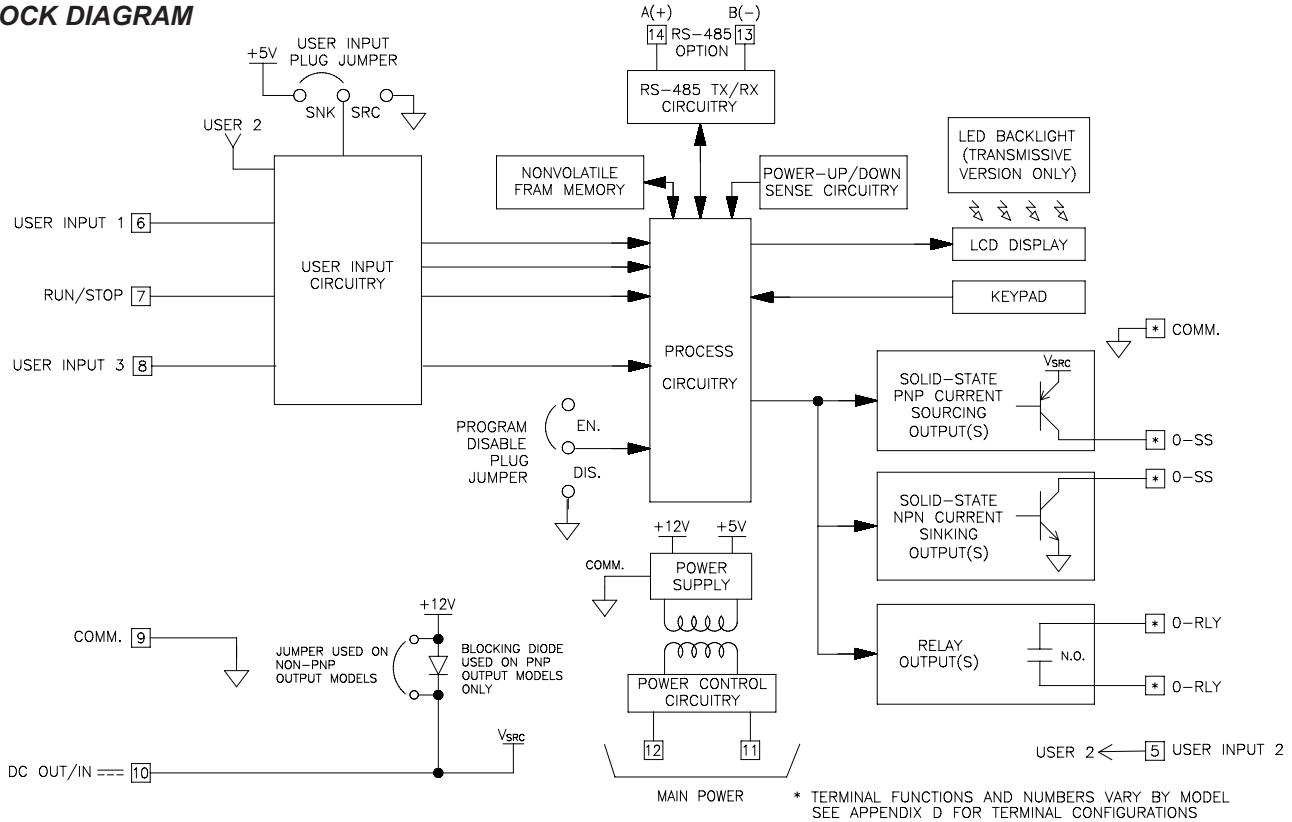 OCK DIAGRAM
A(+) B(-)
14 RS-485 13
OPTION
RS-485 TX/RX
CIRCUITRY
+5V
USER INPUT
PLUG JUMPER
SNK SRC
USER 2
NONVOLATILE
FRAM MEMORY
POWER-UP/DOWN
SENSE CIRCUITRY
LED BACKLIGHT
(TRANSMISSIVE
VERSION ONLY)
LCD DISPLAY
KEYPAD
USER INPUT 1 6
RUN/STOP 7
USER INPUT 3 8
USER INPUT
CIRCUITRY
PROCESS
CIRCUITRY
PROGRAM
DISABLE
PLUG
JUMPER
EN.
DIS.
* COMM.
SOLID-STATE
PNP CURRENT
SOURCING
OUTPUT(S)
VSRC
* O-SS
* O-SS
SOLID-STATE
NPN CURRENT
SINKING
OUTPUT(S)
+12V +5V
COMM.
POWER
SUPPLY
POWER CONTROL
CIRCUITRY
12 11
MAIN POWER
RELAY
OUTPUT(S)
N.O.
* O-RLY
* O-RLY
COMM. 9
+12V
JUMPER USED ON
NON-PNP
OUTPUT MODELS
BLOCKING DIODE
USED ON PNP
OUTPUT MODELS
ONLY
VSRC
DC OUT/IN 10
USER 2 5 USER INPUT 2
* TERMINAL FUNCTIONS AND NUMBERS VARY BY MODEL
SEE APPENDIX D FOR TERMINAL CONFIGURATIONS